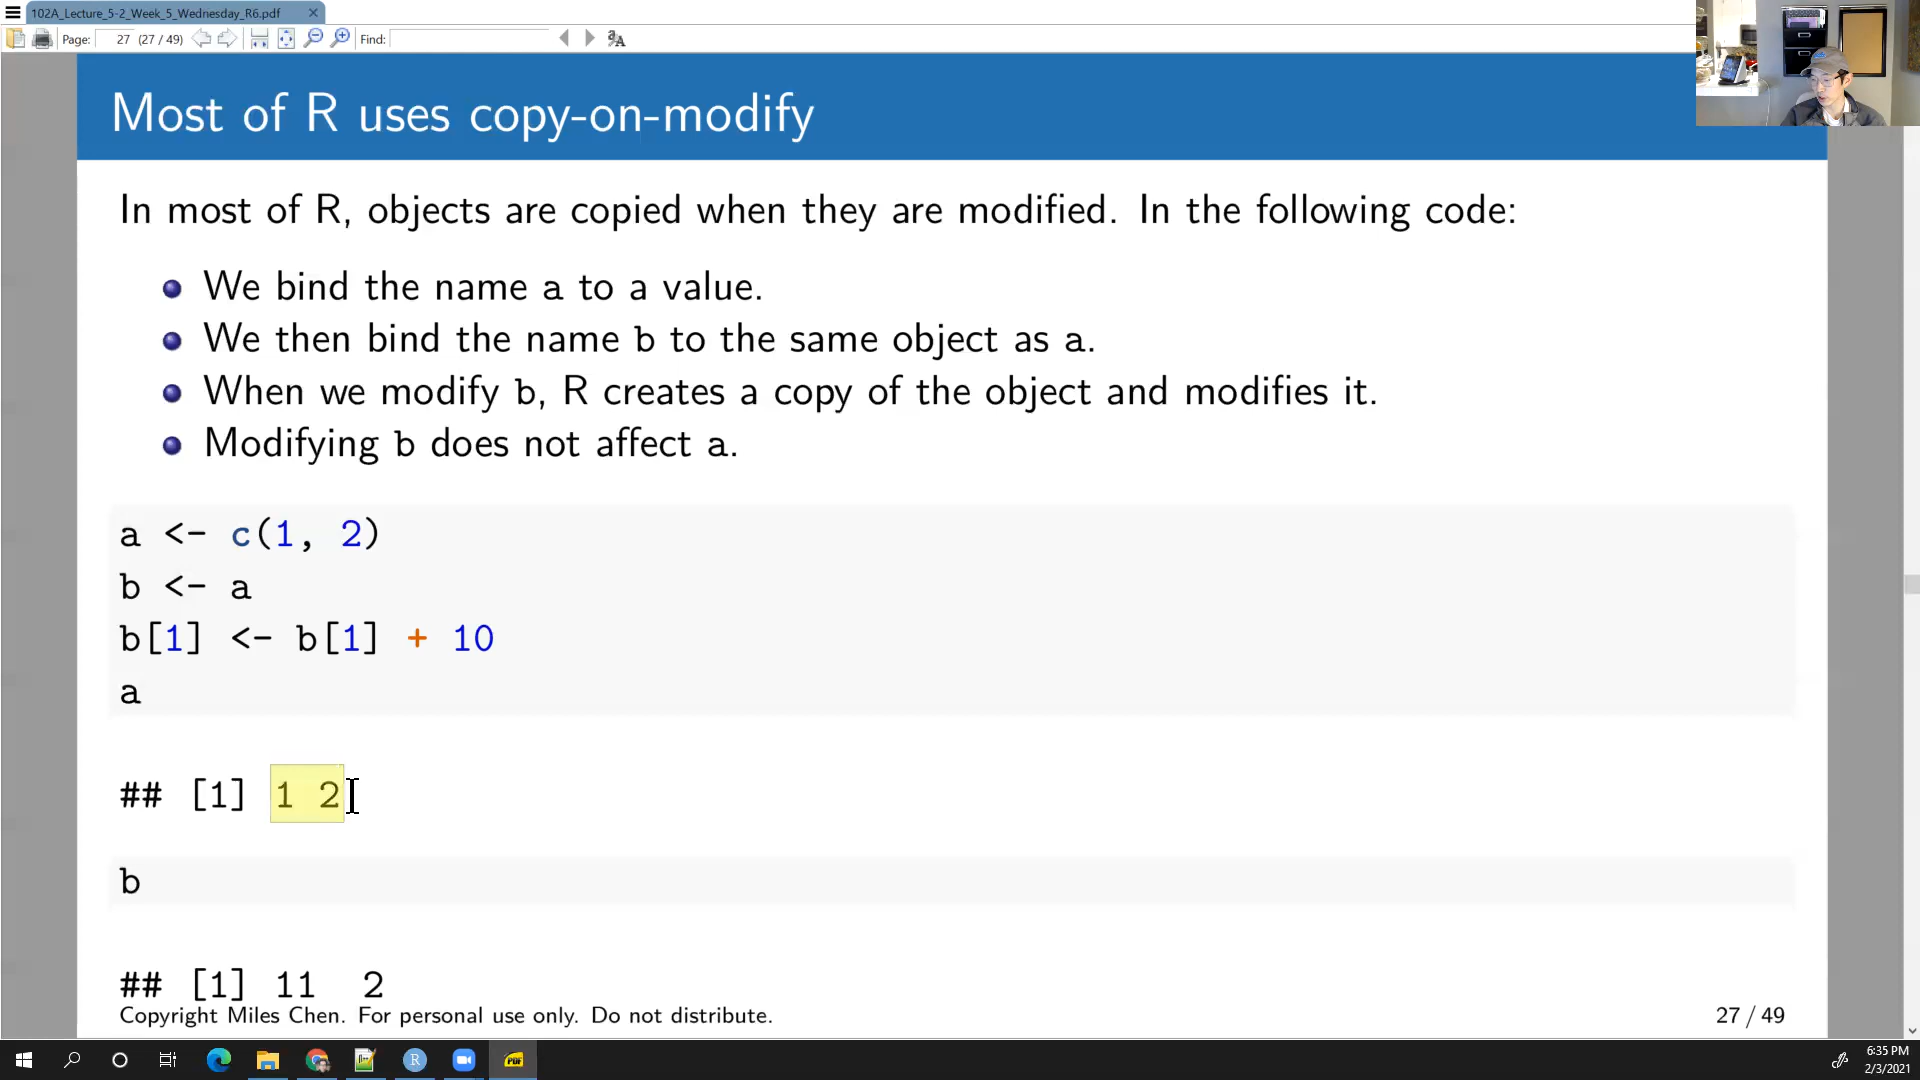 102A_Lecture_5-2_Week_5_Wednesday_R6.pdf
Page: 27 (27 / 49) Find:
Most of R uses copy-on-modify
In most of R, objects are copied when they are modified. In the following code:
We bind the name a to a value.
We then bind the name b to the same object as a.
When we modify b, R creates a copy of the object and modifies it.
Modifying b does not affect a.
a <- c(1, 2)
b <- a
b[1] <- b[1] + 10
a
## [1] 1 2
b
## [1] 11 2
Copyright Miles Chen. For personal use only. Do not distribute.
27 / 49
6:35 PM
2/3/2021